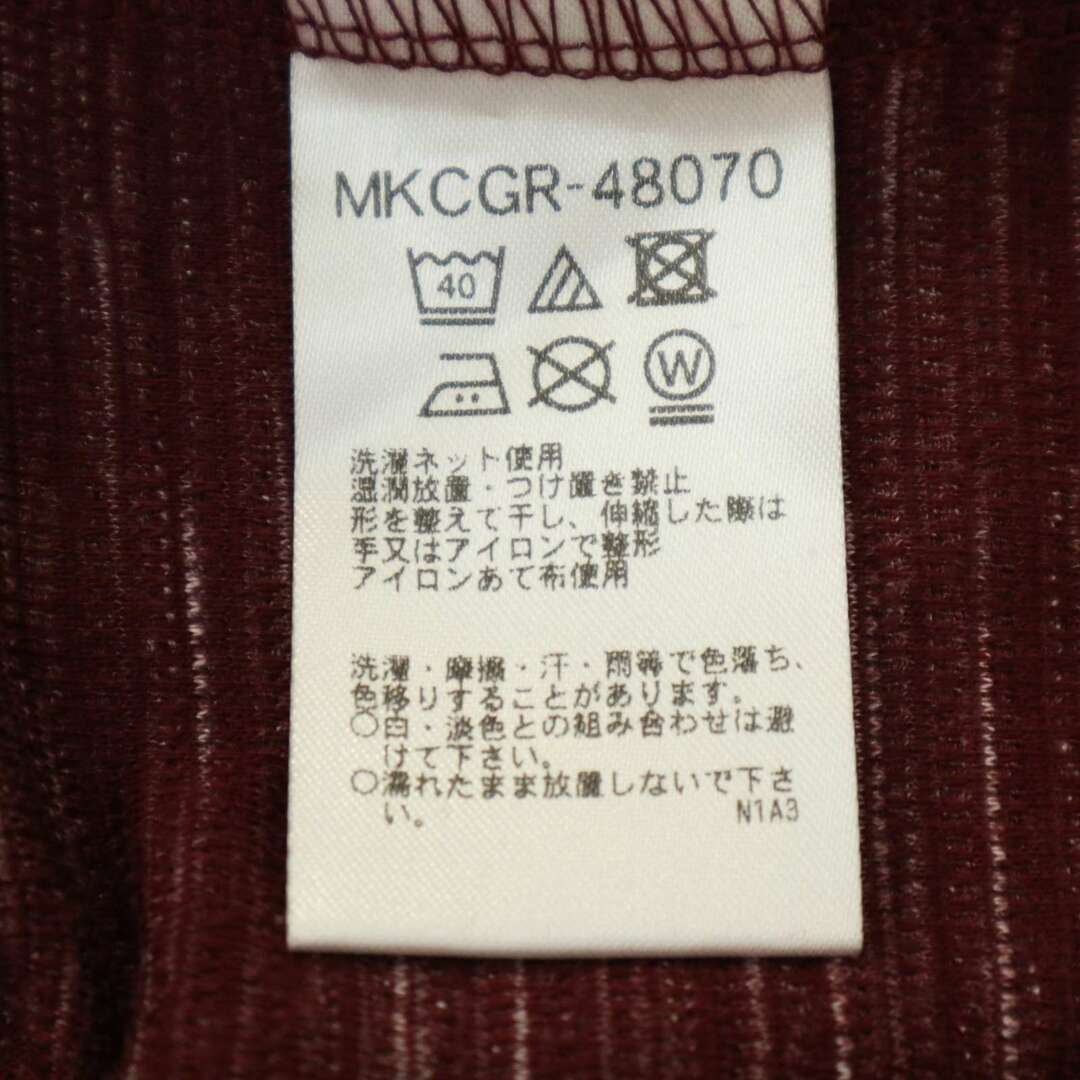 MKCGR-48070
40
W
洗濯ネット使用
湿潤放置・つけ置き禁止
形を整えて干し、伸縮した際は
手又はアイロンで整形
アイロンあて布使用
洗濯・摩擦・汗・雨等で色落ち、
色移りすることがあります。
○白・淡色との組み合わせは避
けて下さい。
○濡れたまま放置しないで下さ
い。
N1A3